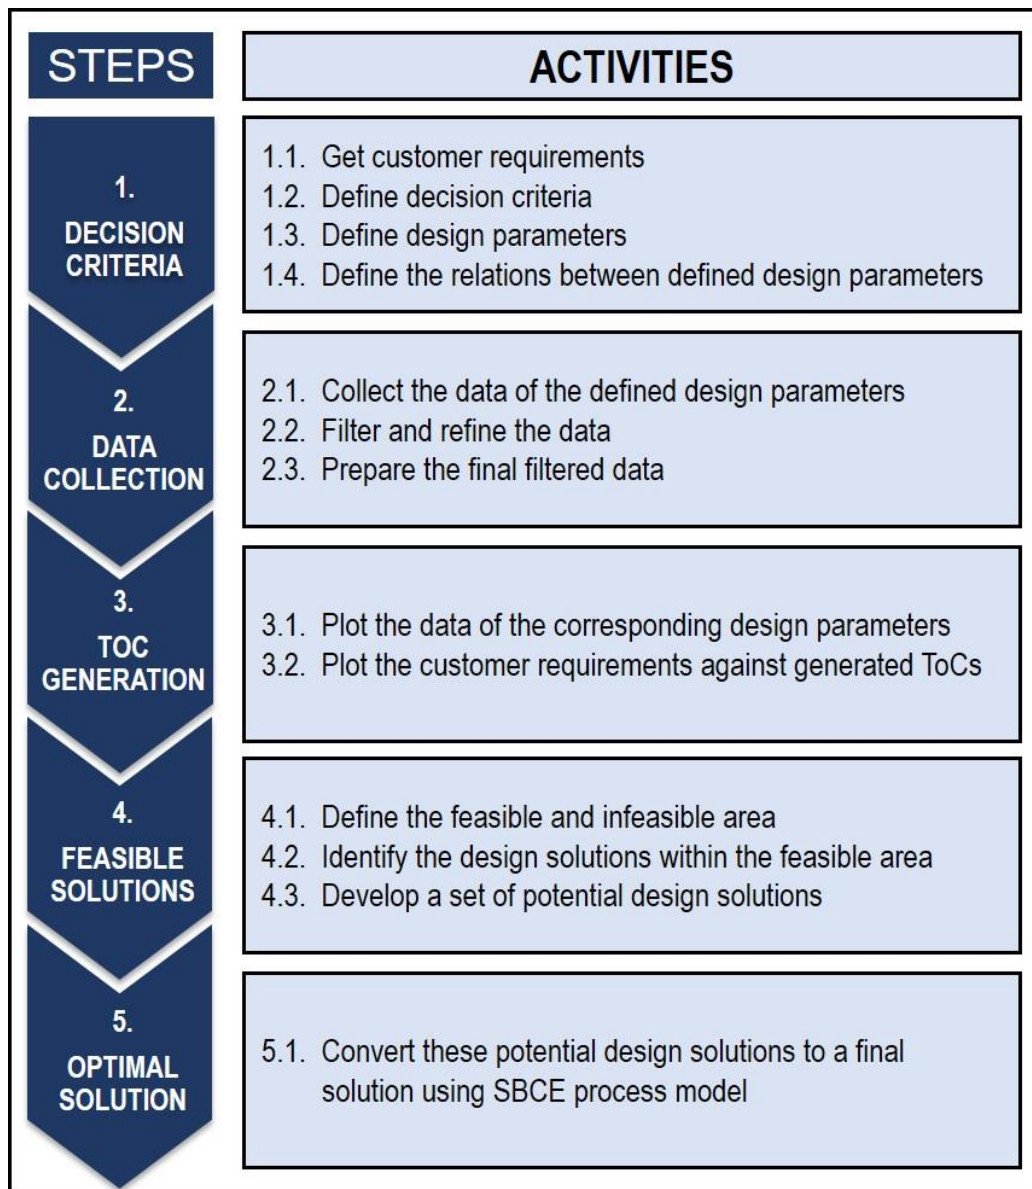 STEPS
ACTIVITIES
1.
DECISION
CRITERIA
1.1. Get customer requirements
1.2. Define decision criteria
1.3. Define design parameters
1.4. Define the relations between defined design parameters
2.
DATA
COLLECTION
2.1. Collect the data of the defined design parameters
2.2. Filter and refine the data
2.3. Prepare the final filtered data
3.
TOC
GENERATION
3.1. Plot the data of the corresponding design parameters
3.2. Plot the customer requirements against generated ToCs
4.
FEASIBLE
SOLUTIONS
4.1. Define the feasible and infeasible area
4.2. Identify the design solutions within the feasible area
4.3. Develop a set of potential design solutions
5.
OPTIMAL
SOLUTION
5.1. Convert these potential design solutions to a final
solution using SBCE process model